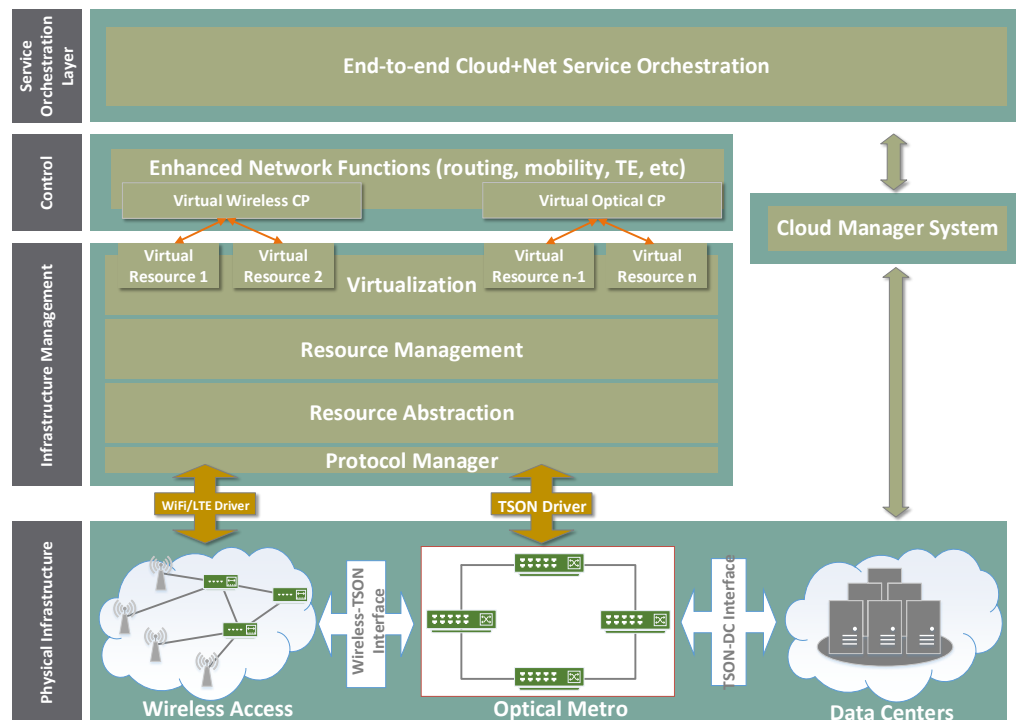 Service
Orchestration
Layer
End-to-end Cloud+Net Service Orchestration
Control
Enhanced Network Functions (routing, mobility, TE, etc)
Virtual Wireless CP
Virtual Optical CP
Cloud Manager System
Infrastructure Management
Virtual
Resource 1
Virtual
Resource 2
Virtual
Resource n-1
Virtual
Resource n
Virtualization
Resource Management
Resource Abstraction
Protocol Manager
WiFi/LTE Driver
TSON Driver
Physical Infrastructure
Wireless-TSON
Interface
TSON-DC Interface
Wireless Access
Optical Metro
Data Centers